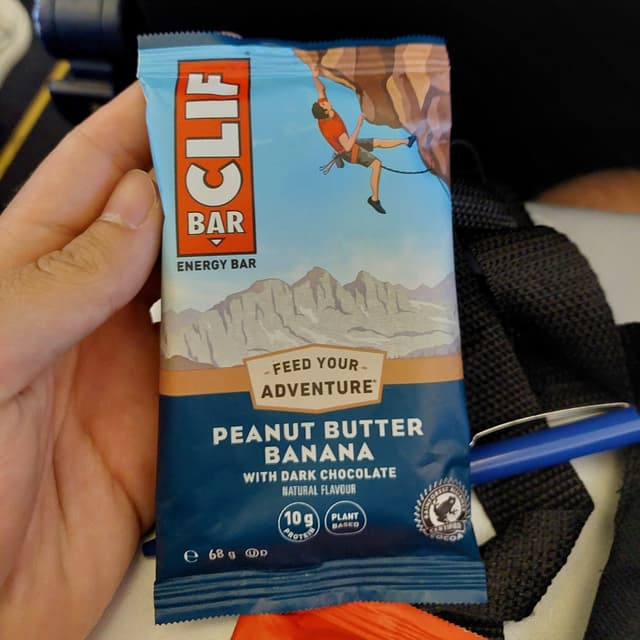 CLIF
BAR
ENERGY BAR
FEED YOUR
ADVENTURE®
PEANUT BUTTER
BANANA
WITH DARK CHOCOLATE
NATURAL FLAVOUR
10g
PROTEIN
PLANT
BASED
℮ 68 g
COCOA